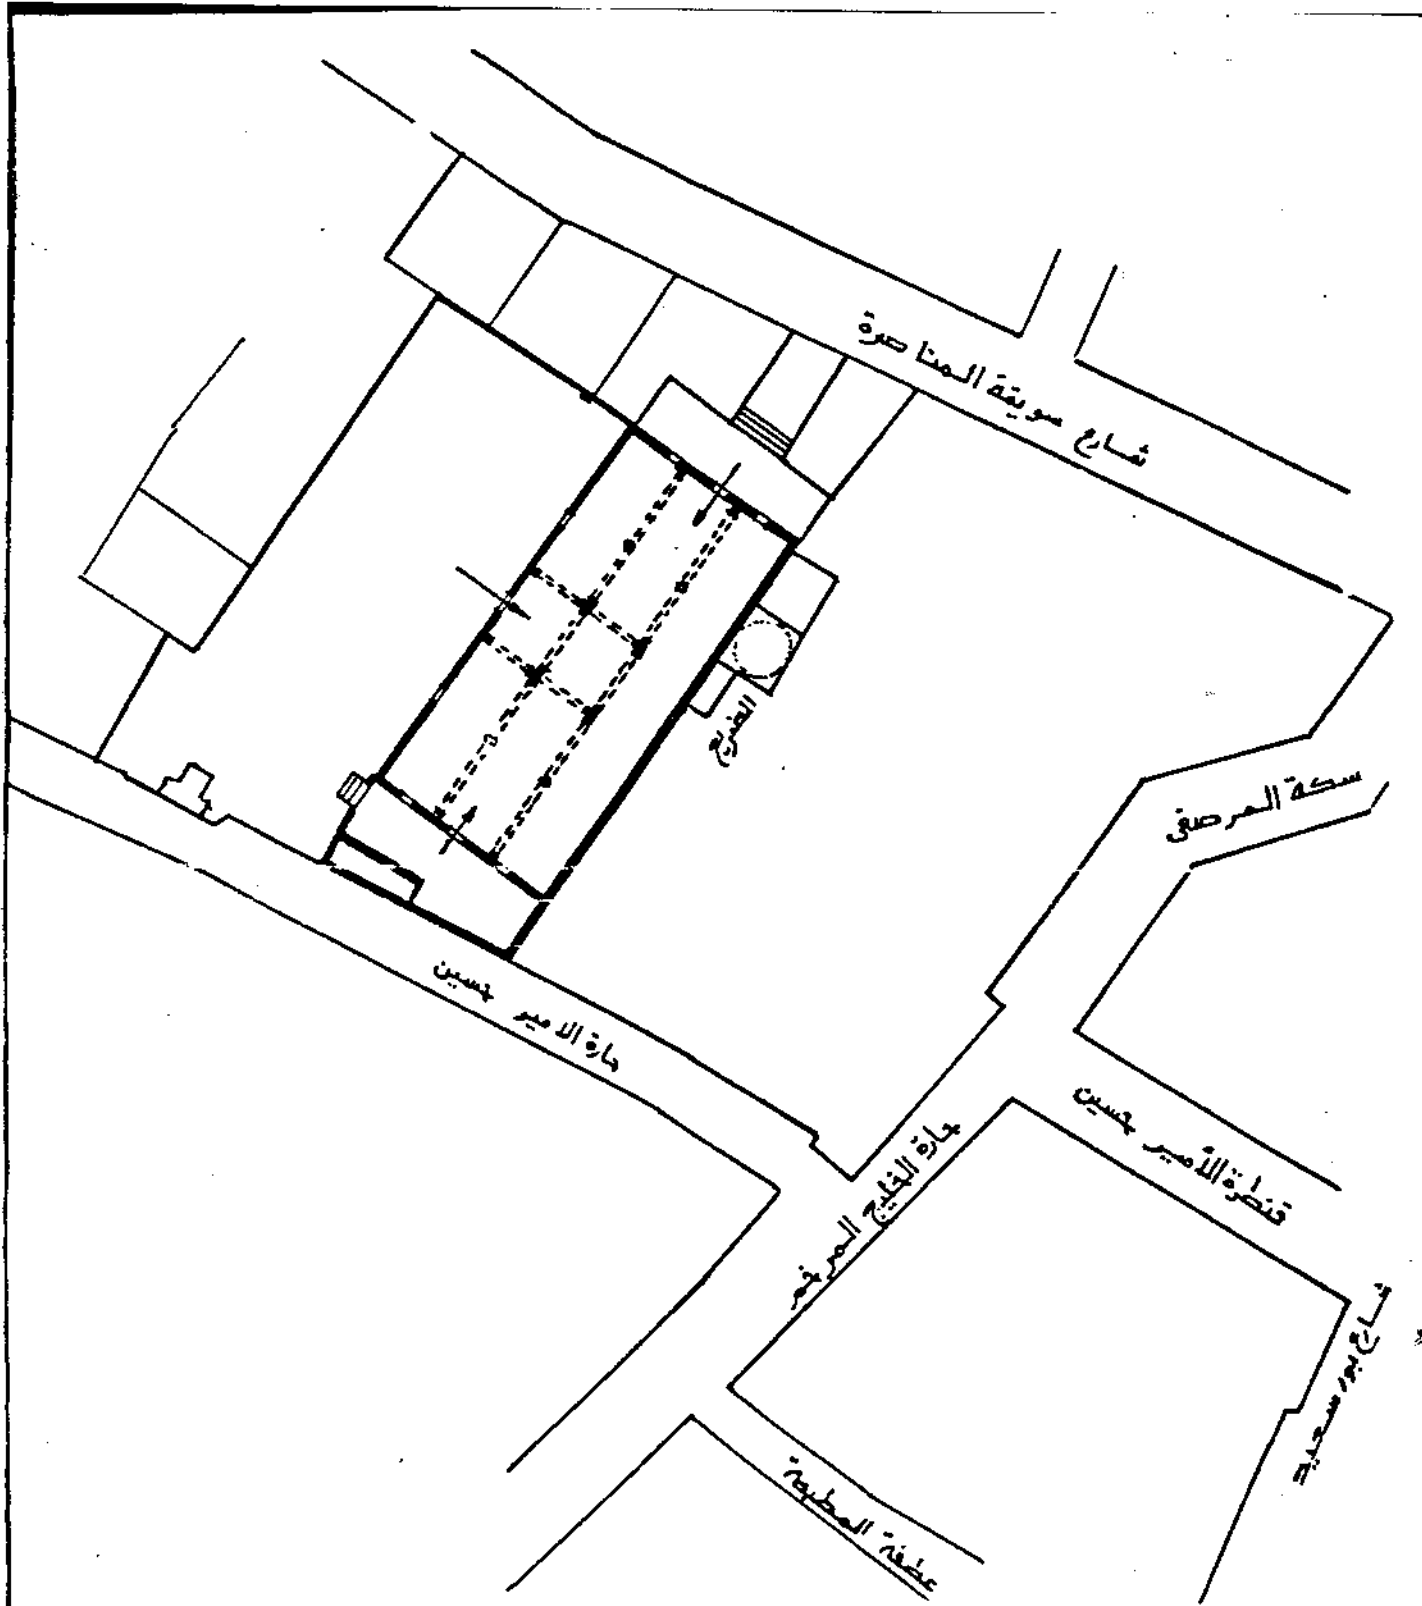 شارع سويقة المناصرة
الضريح
سكة المرصفى
حارة الامير حسين
قنطرة الأمير حسين
حارة الخليج المرخم
شارع بور سعيد
عطفة المطبعة